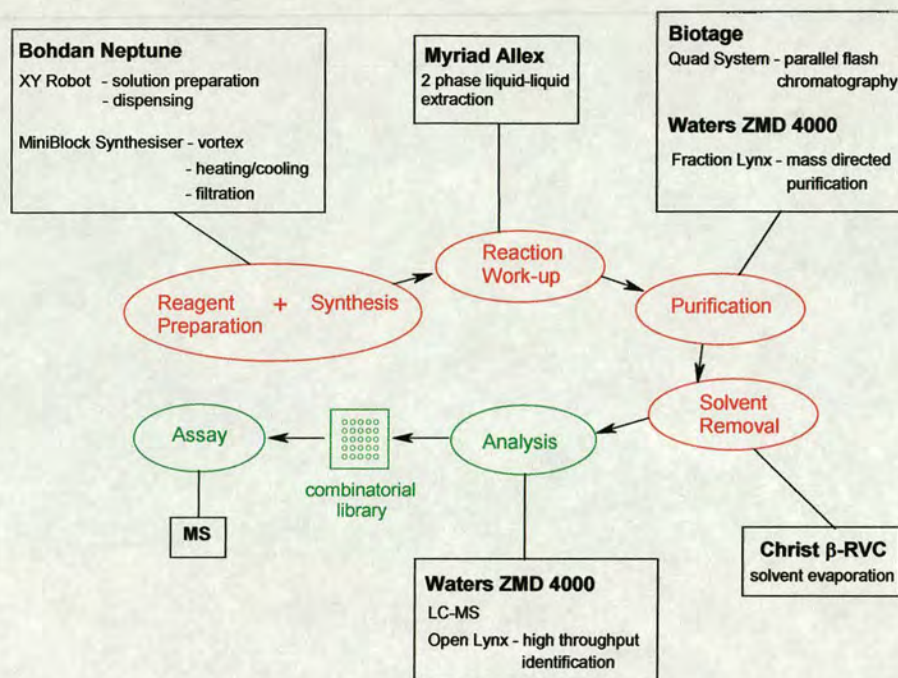 Bohdan Neptune
XY Robot - solution preparation
- dispensing
MiniBlock Synthesiser - vortex
- heating/cooling
- filtration
Myriad Allex
2 phase liquid-liquid
extraction
Biotage
Quad System - parallel flash
chromatography
Waters ZMD 4000
Fraction Lynx - mass directed
purification
Reagent + Synthesis
Preparation
Reaction
Work-up
Purification
Solvent
Removal
Analysis
combinatorial
library
Assay
MS
Waters ZMD 4000
LC-MS
Open Lynx - high throughput
identification
Christ β-RVC
solvent evaporation